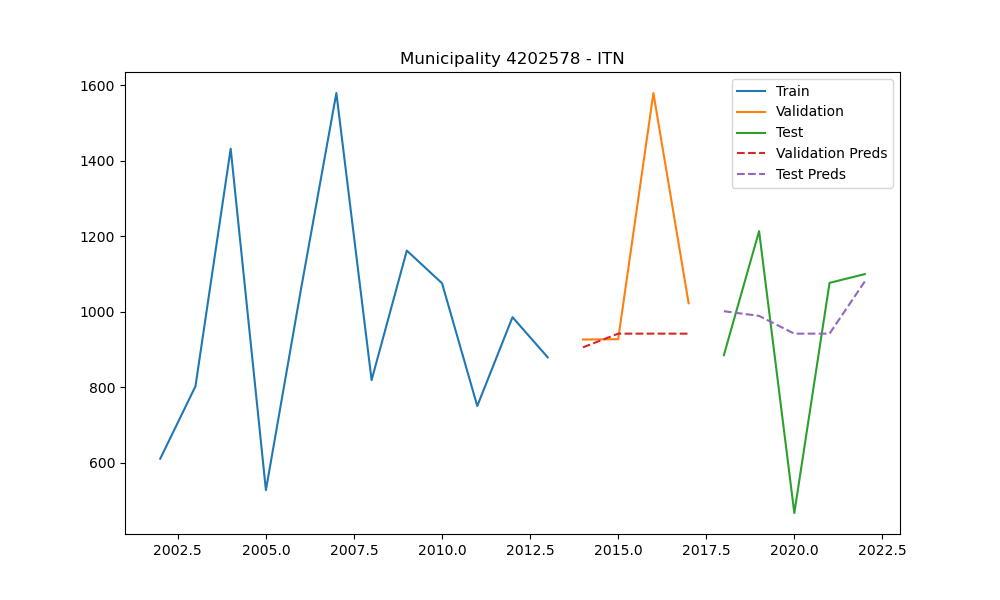 Municipality 4202578 - ITN
1600
1400
1200
1000
800
600
Train
Validation
Test
Validation Preds
Test Preds
2002.5 2005.0 2007.5 2010.0 2012.5 2015.0 2017.5 2020.0 2022.5